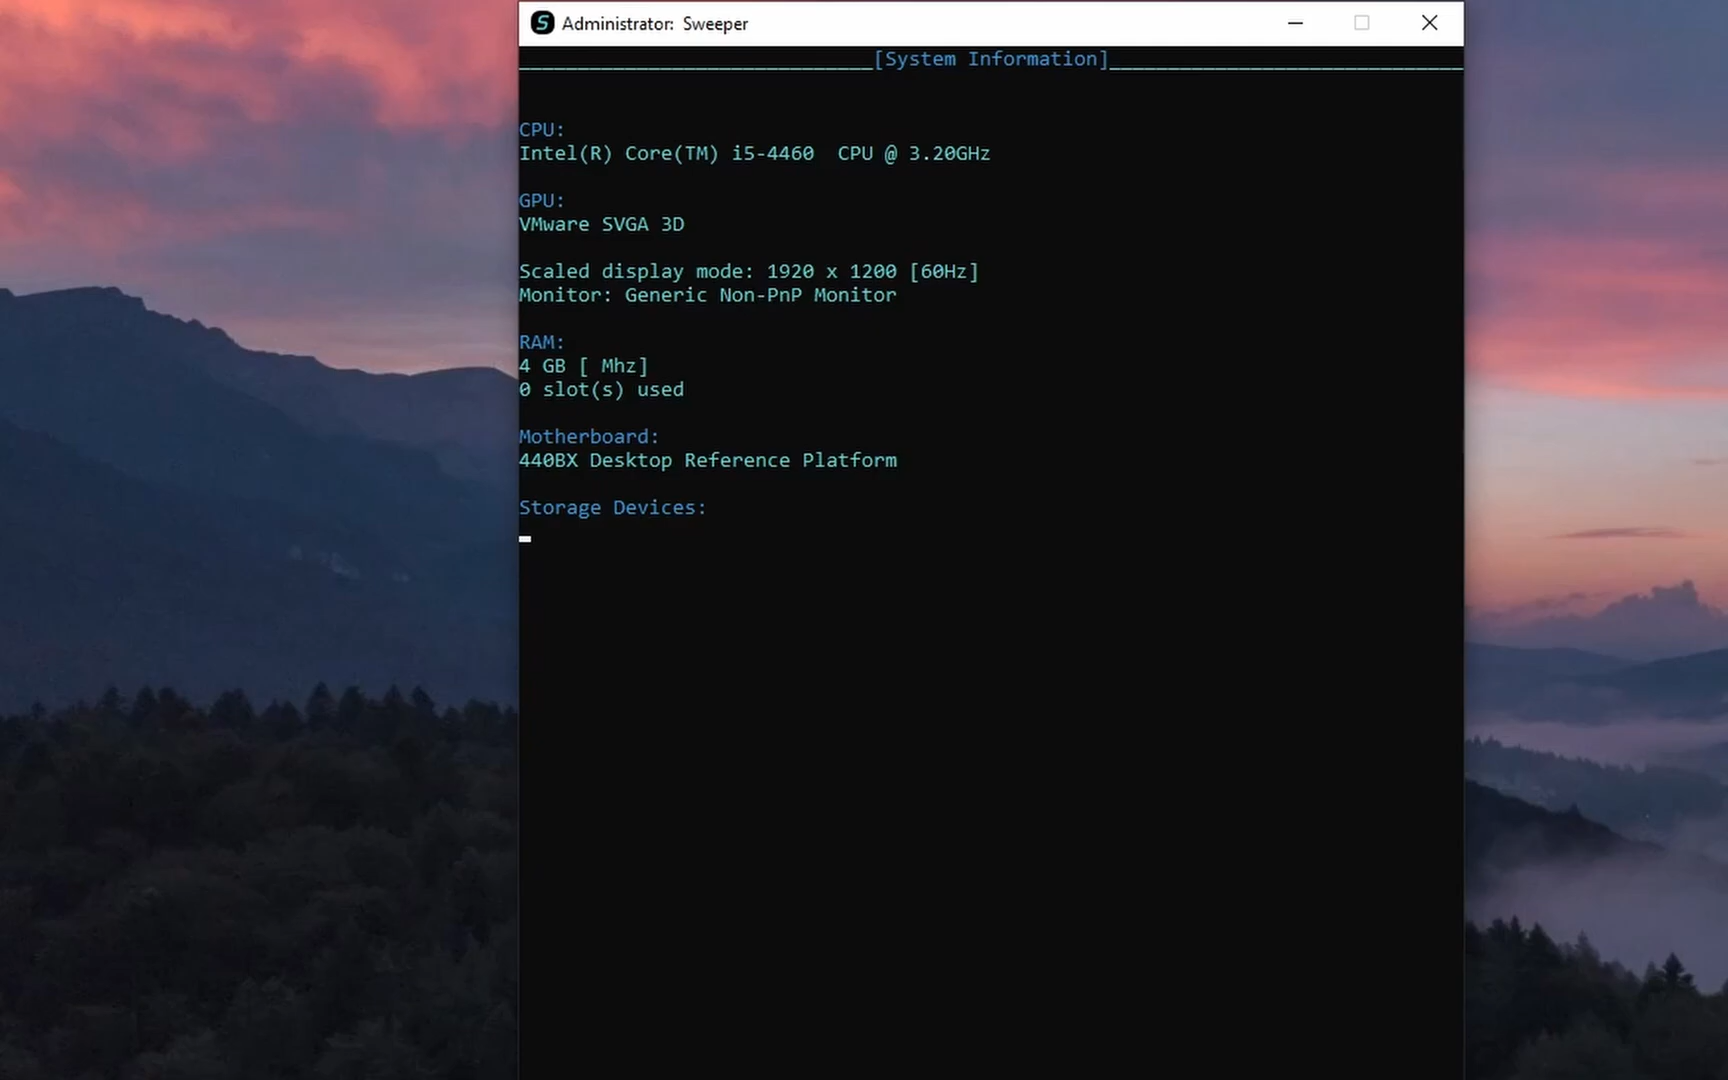 Administrator: Sweeper
[System Information]
CPU:
Intel(R) Core(TM) i5-4460  CPU @ 3.20GHz
GPU:
VMware SVGA 3D
Scaled display mode: 1920 x 1200 [60Hz]
Monitor: Generic Non-PnP Monitor
RAM:
4 GB [ Mhz]
0 slot(s) used
Motherboard:
440BX Desktop Reference Platform
Storage Devices: